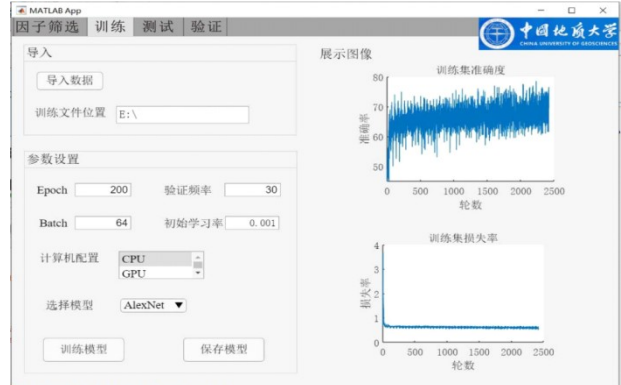 MATLAB App
因子筛选 训练 测试 验证
中国地质大学
CHINA UNIVERSITY OF GEOSCIENCES
导入
导入数据
训练文件位置 E:\
参数设置
Epoch 200 验证频率 30
Batch 64 初始学习率 0.001
计算机配置 CPU
GPU
选择模型 AlexNet
训练模型 保存模型
展示图像
训练集准确度
准确率
80
70
60
50
0 500 1000 1500 2000 2500
轮数
训练集损失率
损失率
4
3
2
1
0
0 500 1000 1500 2000 2500
轮数